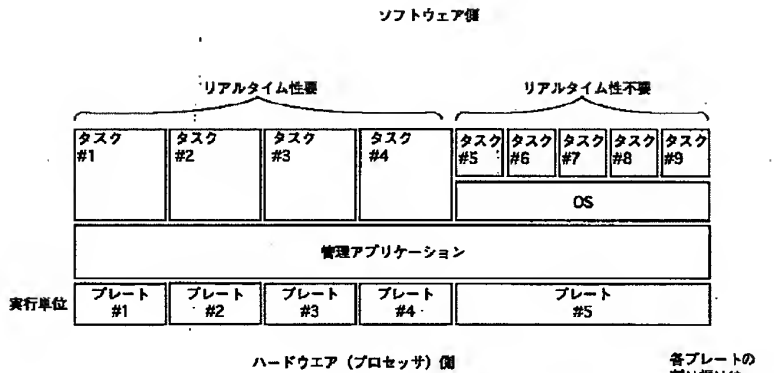 ソフトウェア側
リアルタイム性要
リアルタイム性不要
タスク
#1
タスク
#2
タスク
#3
タスク
#4
タスク
#5
タスク
#6
タスク
#7
タスク
#8
タスク
#9
OS
管理アプリケーション
実行単位
プレート
#1
プレート
#2
プレート
#3
プレート
#4
プレート
#5
ハードウエア（プロセッサ）側
各プレートの